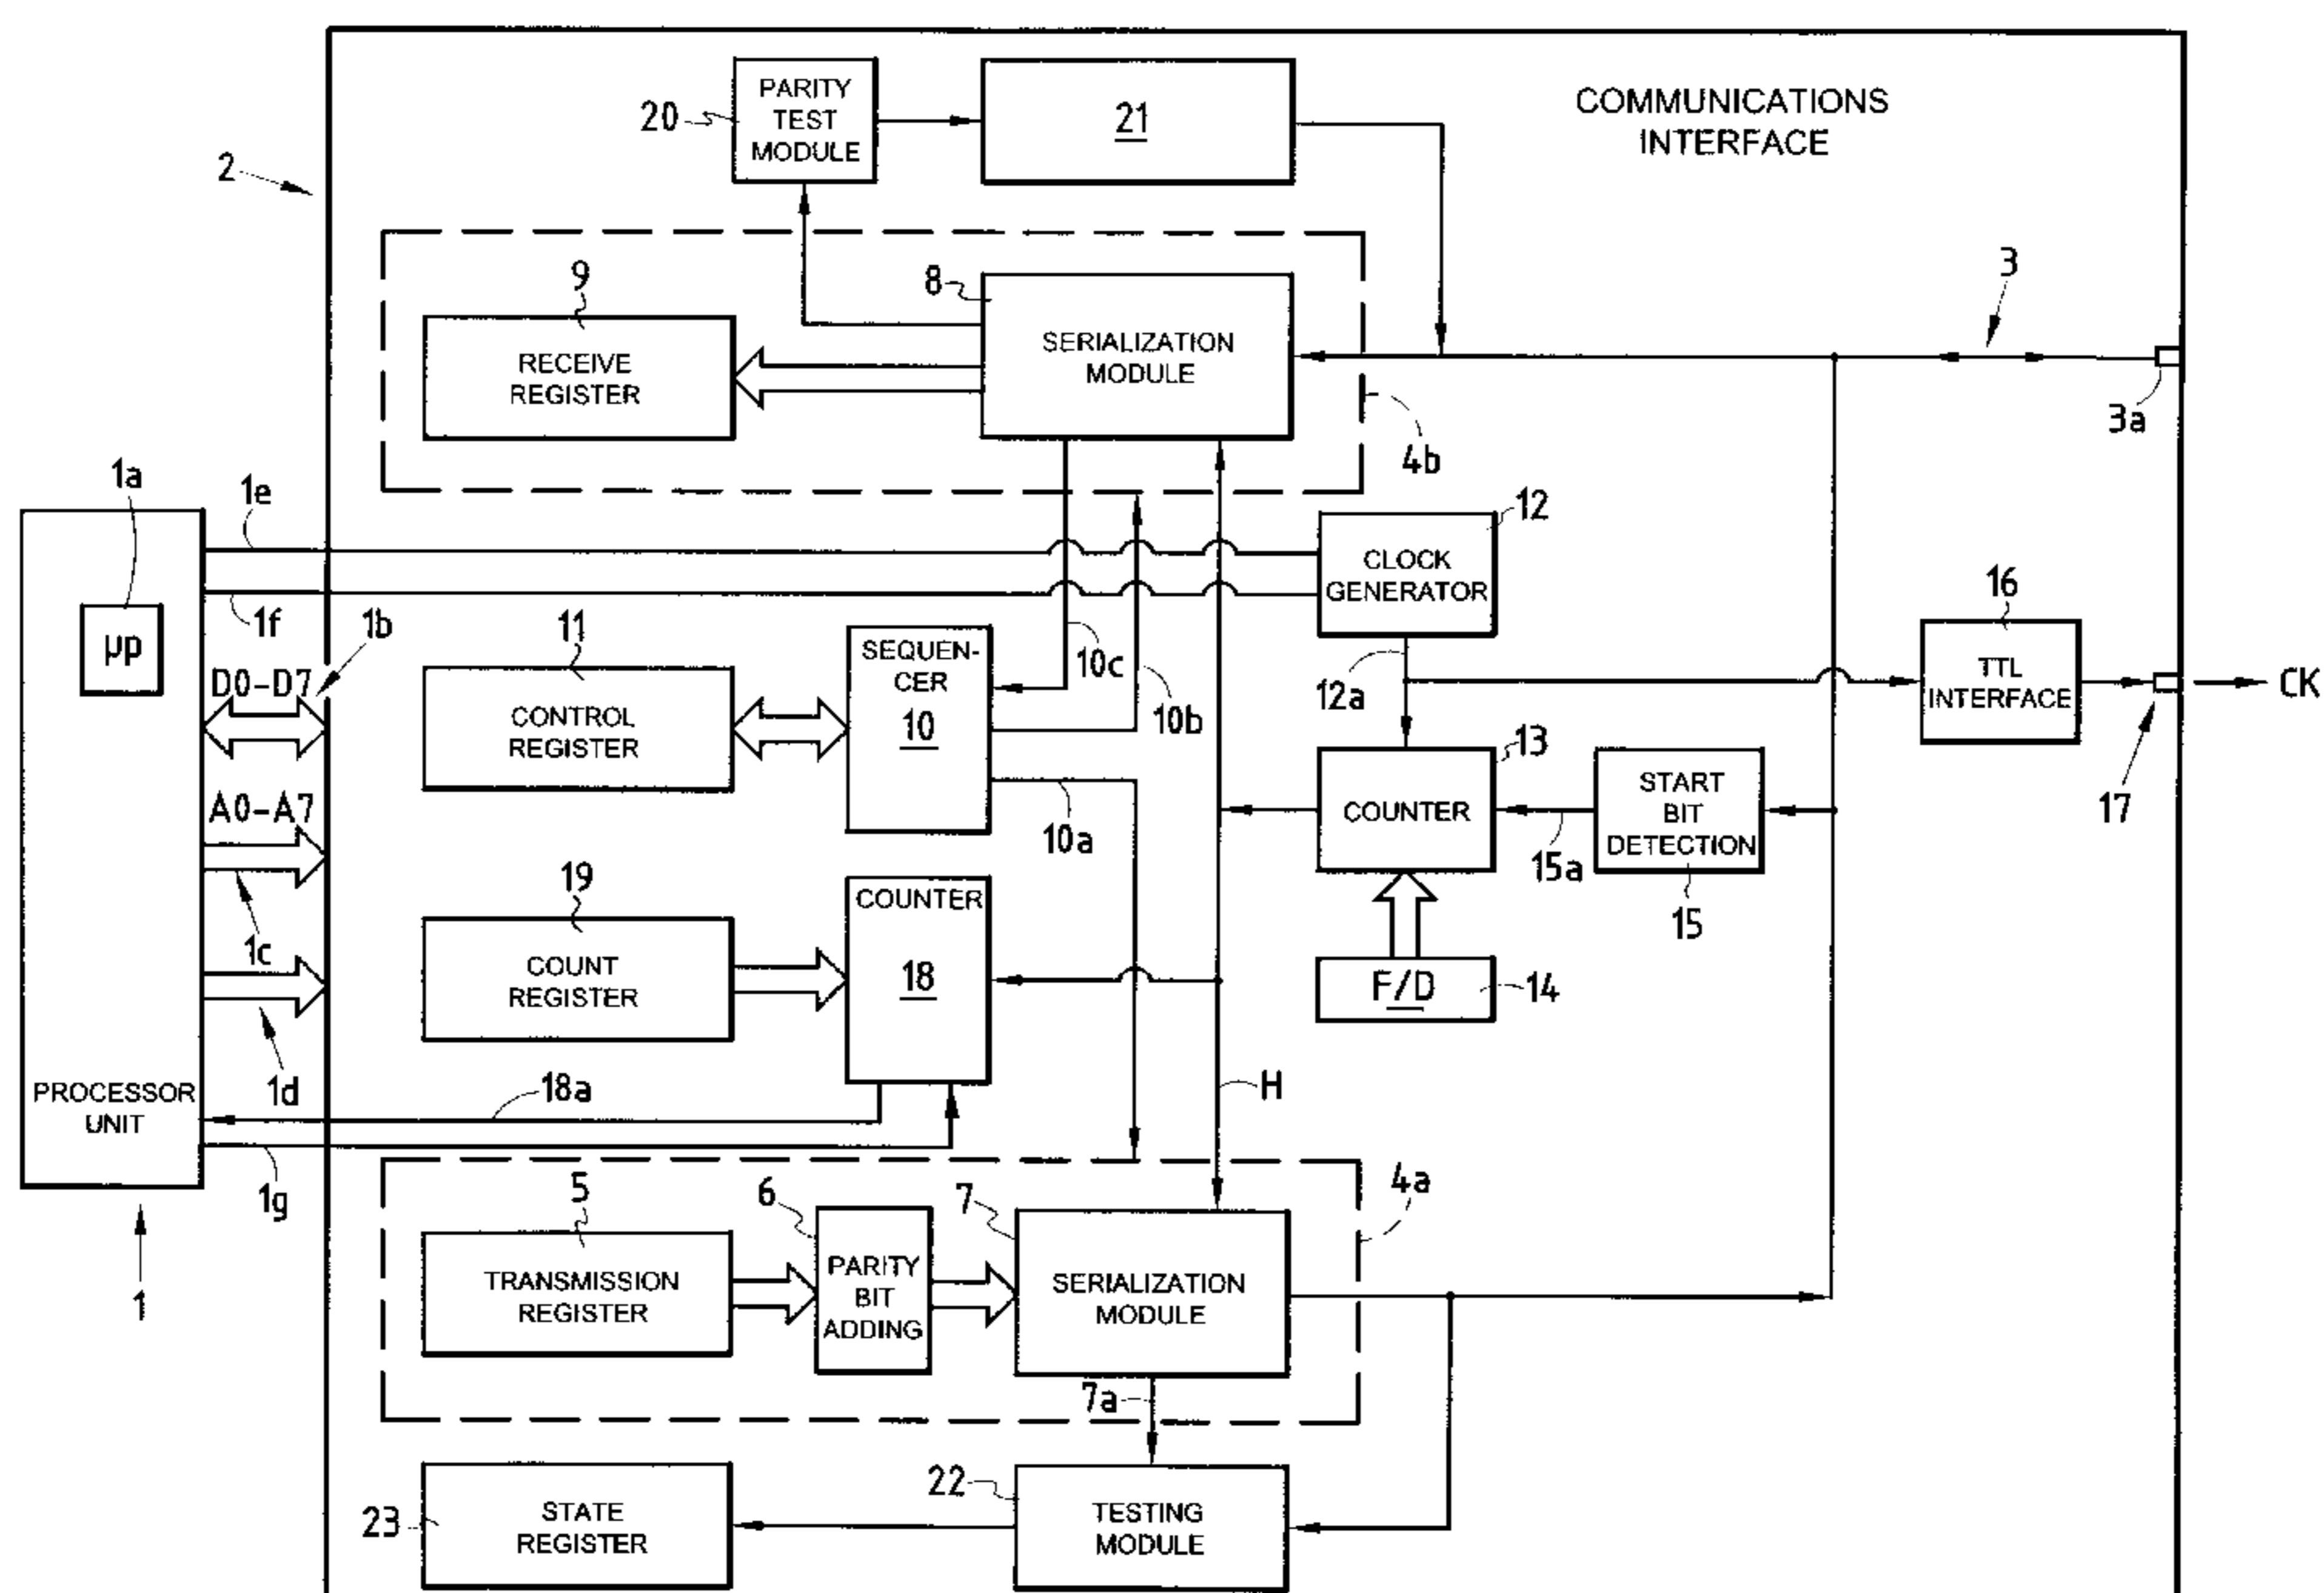 COMMUNICATIONS
INTERFACE
PARITY
TEST
MODULE
20
21
2
3
3a
9
8
RECEIVE
REGISTER
SERIALIZATION
MODULE
4b
1a
1e
1f
µp
1b
D0-D7
A0-A7
1c
1d
PROCESSOR
UNIT
18a
1g
1
12
CLOCK
GENERATOR
12a
16
TTL
INTERFACE
CK
17
11
CONTROL
REGISTER
SEQUEN-
CER
10
10c
10b
10a
13
COUNTER
START
BIT
DETECTION
15a
15
19
COUNT
REGISTER
COUNTER
18
F/D
14
H
5
TRANSMISSION
REGISTER
6
PARITY
BIT
ADDING
7
SERIALIZATION
MODULE
4a
7a
23
STATE
REGISTER
22
TESTING
MODULE